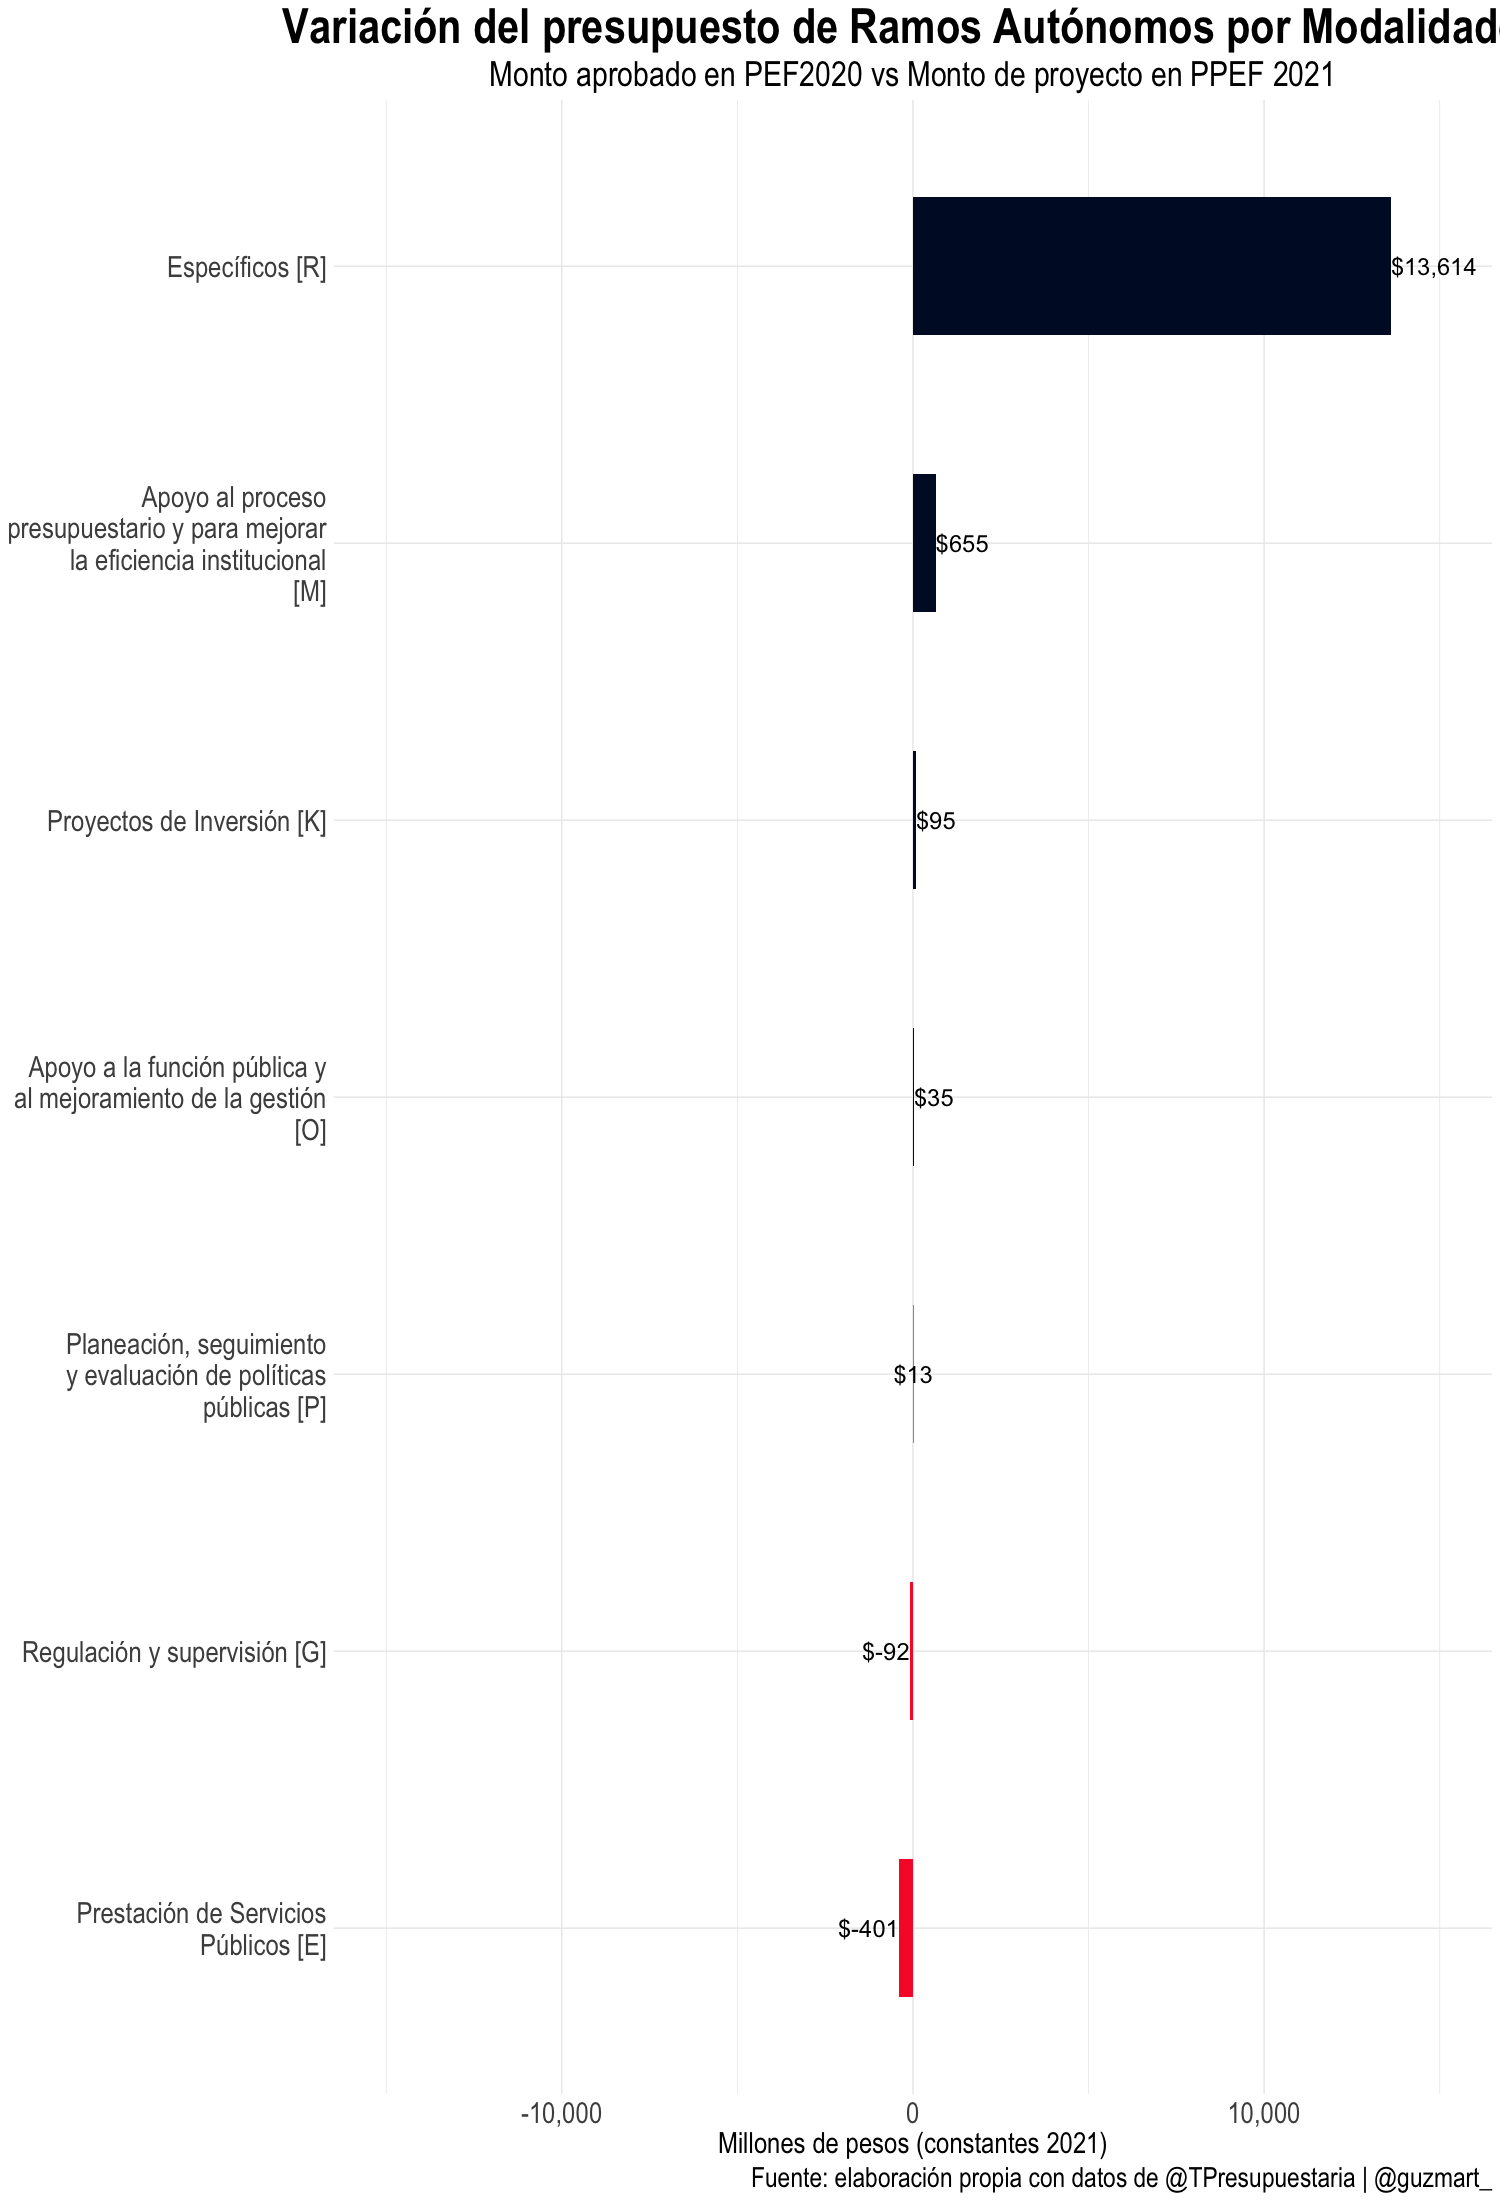 Variación del presupuesto de Ramos Autónomos por Modalidad
Monto aprobado en PEF2020 vs Monto de proyecto en PPEF 2021
Específicos [R]
$13,614
Apoyo al proceso
presupuestario y para mejorar
la eficiencia institucional
[M]
$655
Proyectos de Inversión [K]
$95
Apoyo a la función pública y
al mejoramiento de la gestión
[O]
$35
Planeación, seguimiento
y evaluación de políticas
públicas [P]
$13
Regulación y supervisión [G]
$-92
Prestación de Servicios
Públicos [E]
$-401
-10,000
0
10,000
Millones de pesos (constantes 2021)
Fuente: elaboración propia con datos de @TPresupuestaria | @guzmart_